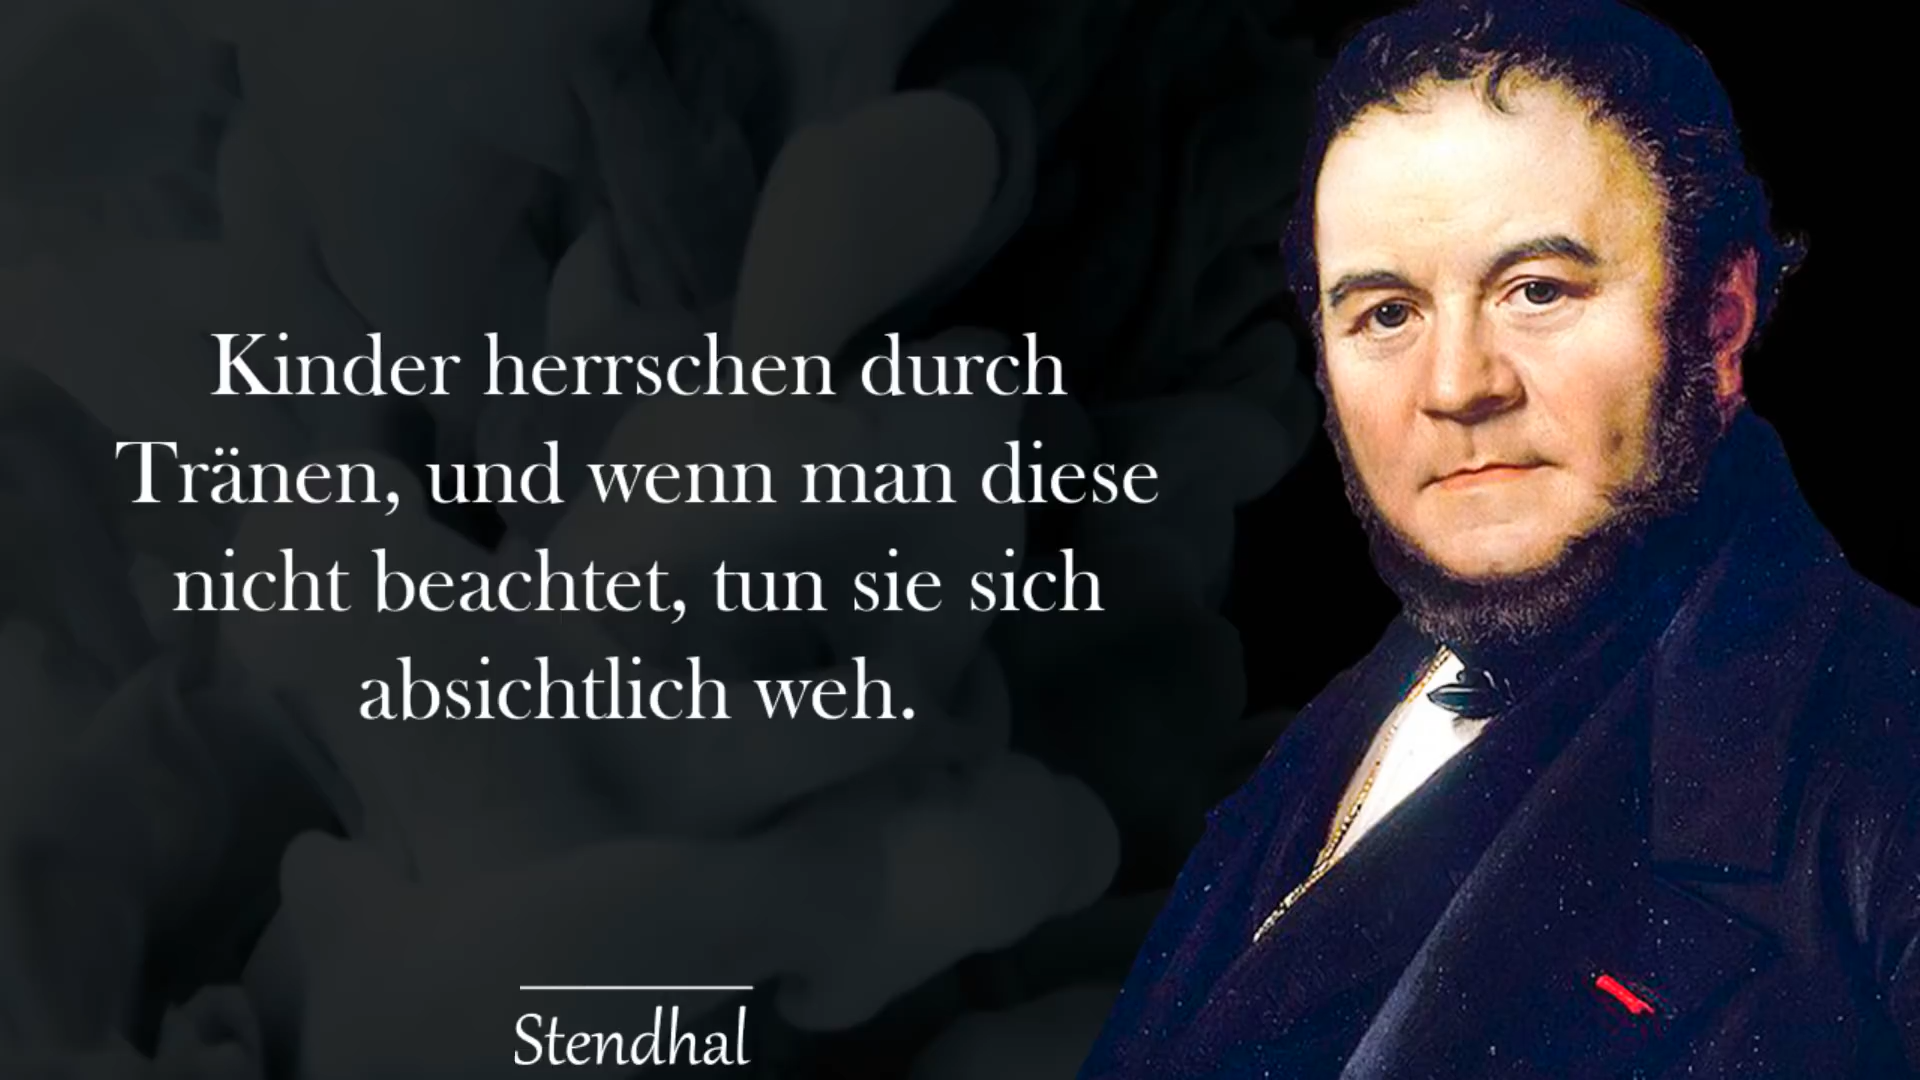 Kinder herrschen durch
Tränen, und wenn man diese
nicht beachtet, tun sie sich
absichtlich weh.
Stendhal